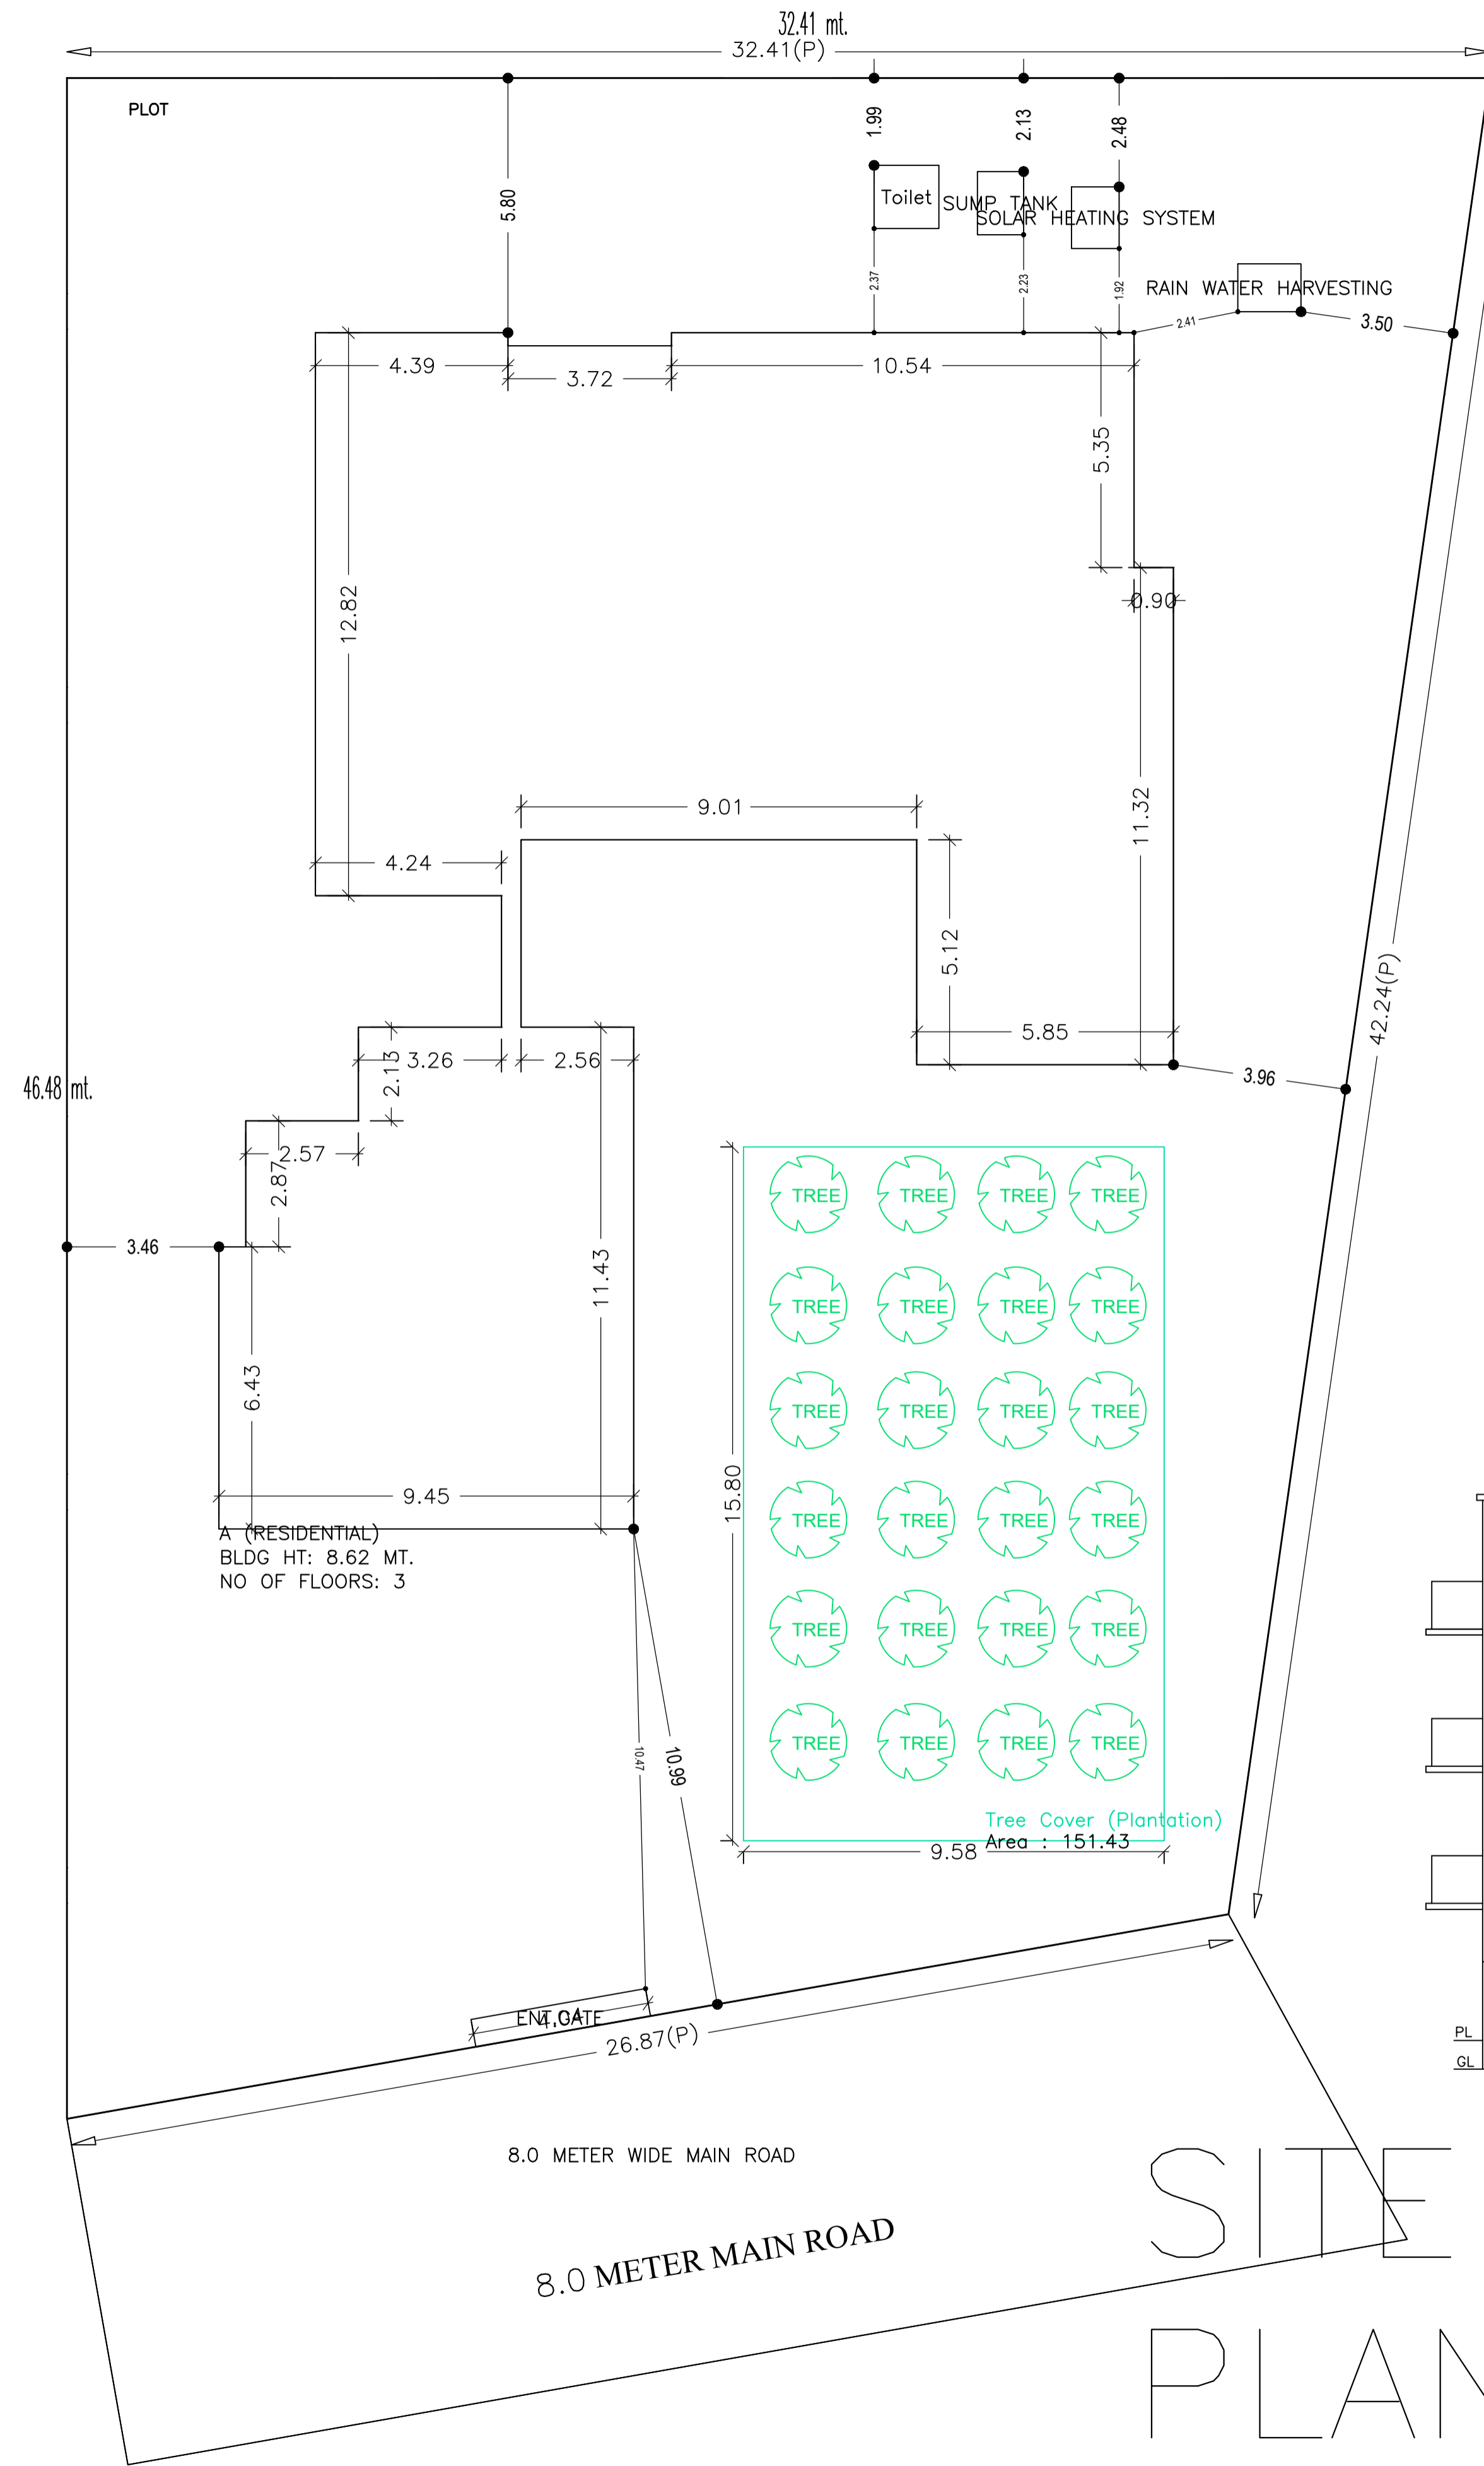 32.41 mt.
32.41(P)
PLOT
1.99
2.13
2.48
5.80
Toilet
SUMP TANK
SOLAR HEATING SYSTEM
2.37
2.23
1.92
RAIN WATER HARVESTING
2.41
3.50
4.39
3.72
10.54
5.35
12.82
0.90
9.01
11.32
4.24
5.12
5.85
3.26
2.56
2.13
42.24(P)
46.48 mt.
3.96
2.57
2.87
3.46
11.43
6.43
9.45
A (RESIDENTIAL)
BLDG HT: 8.62 MT.
NO OF FLOORS: 3
TREE TREE TREE TREE
TREE TREE TREE TREE
TREE TREE TREE TREE
15.80
TREE TREE TREE TREE
TREE TREE TREE TREE
TREE TREE TREE TREE
10.47
10.99
Tree Cover (Plantation)
Area : 151.43
9.58
ENT.GATE
4.04
26.87(P)
PL
GL
8.0 METER WIDE MAIN ROAD
8.0 METER MAIN ROAD
SITE
PLAN